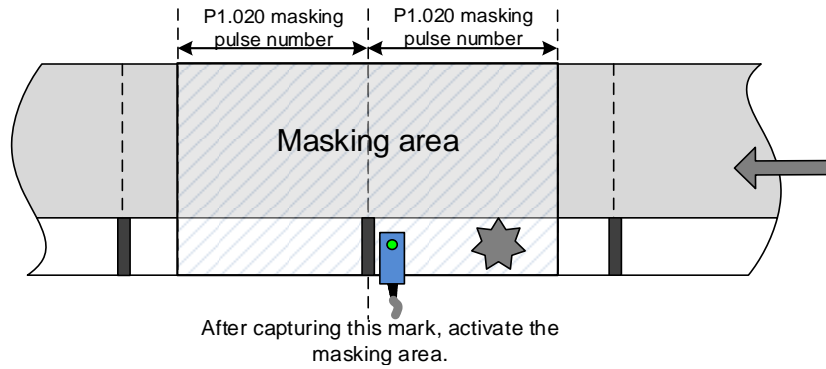 P1.020 masking
pulse number
P1.020 masking
pulse number
Masking area
After capturing this mark, activate the
masking area.